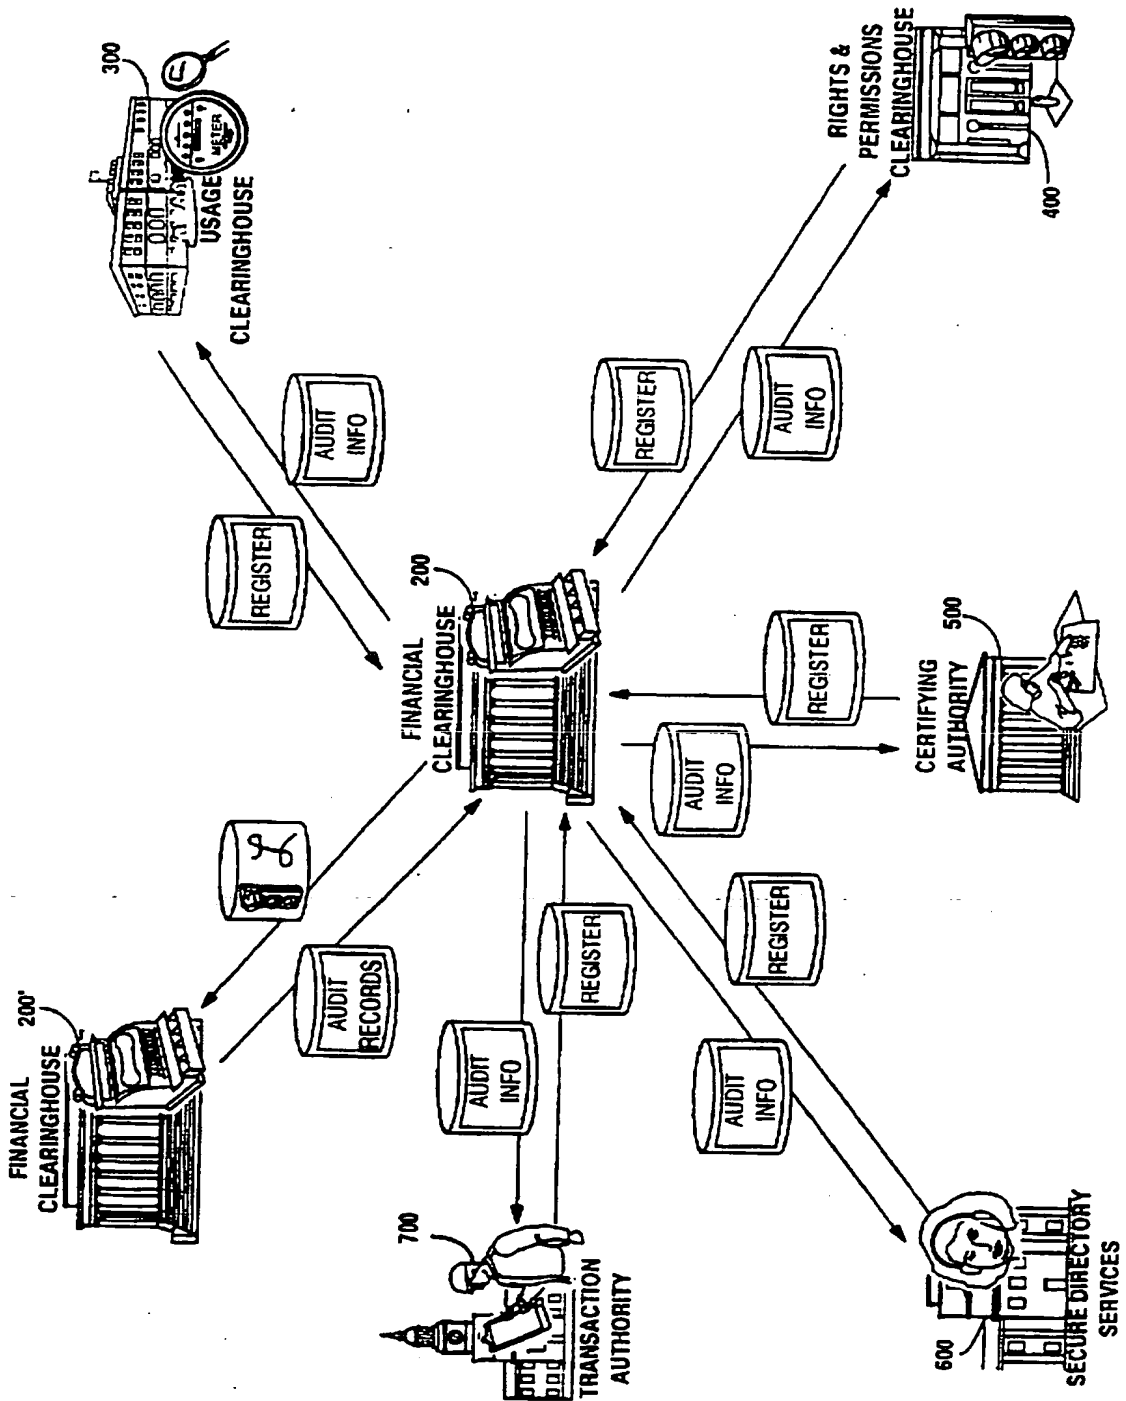 FINANCIAL
CLEARINGHOUSE
200'
300
METER
USAGE
CLEARINGHOUSE
AUDIT
RECORDS
REGISTER
AUDIT
INFO
FINANCIAL
CLEARINGHOUSE
200
700
TRANSACTION
AUTHORITY
AUDIT
INFO
REGISTER
REGISTER
AUDIT
INFO
AUDIT
INFO
REGISTER
AUDIT
INFO
REGISTER
RIGHTS &
PERMISSIONS
CLEARINGHOUSE
400
CERTIFYING
AUTHORITY
500
600
SECURE DIRECTORY
SERVICES